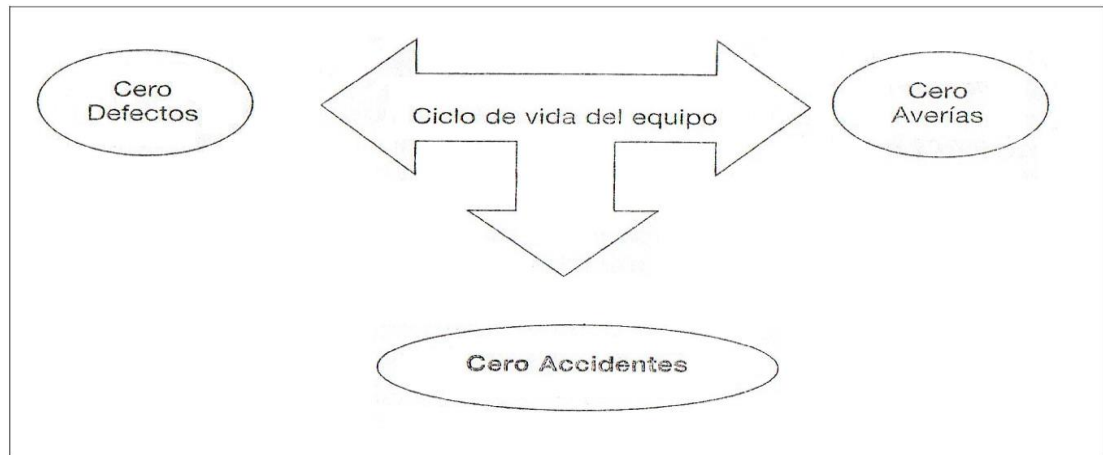 Cero
Defectos
Ciclo de vida del equipo
Cero
Averías
Cero Accidentes